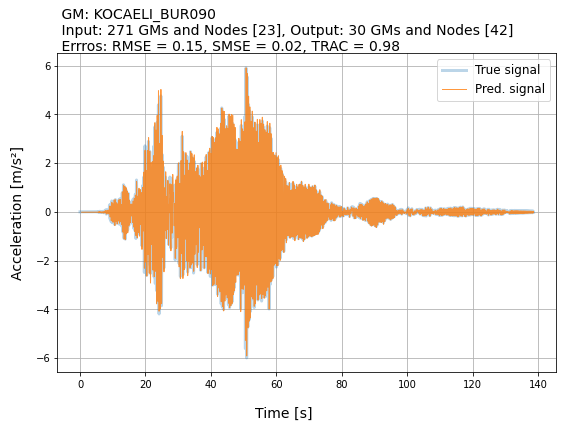 GM: KOCAELI_BUR090
Input: 271 GMs and Nodes [23], Output: 30 GMs and Nodes [42]
Errros: RMSE = 0.15, SMSE = 0.02, TRAC = 0.98
True signal
Pred. signal
Acceleration [m/s²]
6
4
2
0
−2
−4
−6
0 20 40 60 80 100 120 140
Time [s]